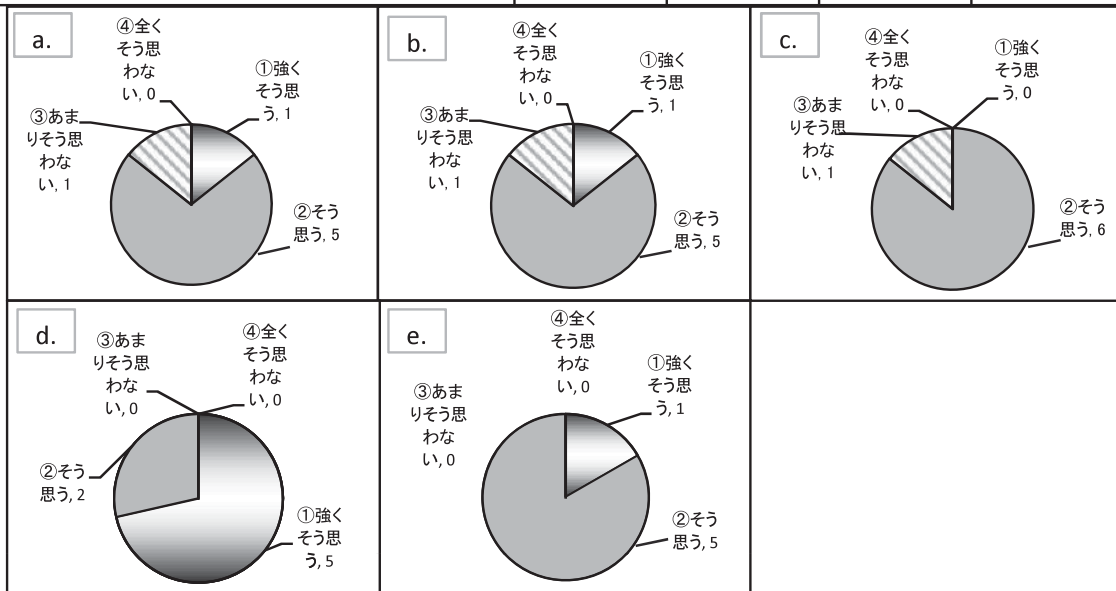 a.
④全く
そう思
わな
い, 0
①強く
そう思
う, 1
③あま
りそう思
わな
い, 1
②そう
思う, 5
b.
④全く
そう思
わな
い, 0
①強く
そう思
う, 1
③あま
りそう思
わな
い, 1
②そう
思う, 5
c.
④全く
そう思
わな
い, 0
①強く
そう思
う, 0
③あま
りそう思
わな
い, 1
②そう
思う, 6
d.
③あま
りそう思
わな
い, 0
④全く
そう思
わな
い, 0
②そう
思う, 2
①強く
そう思
う, 5
e.
④全く
そう思
わな
い, 0
①強く
そう思
う, 1
③あま
りそう思
わな
い, 0
②そう
思う, 5